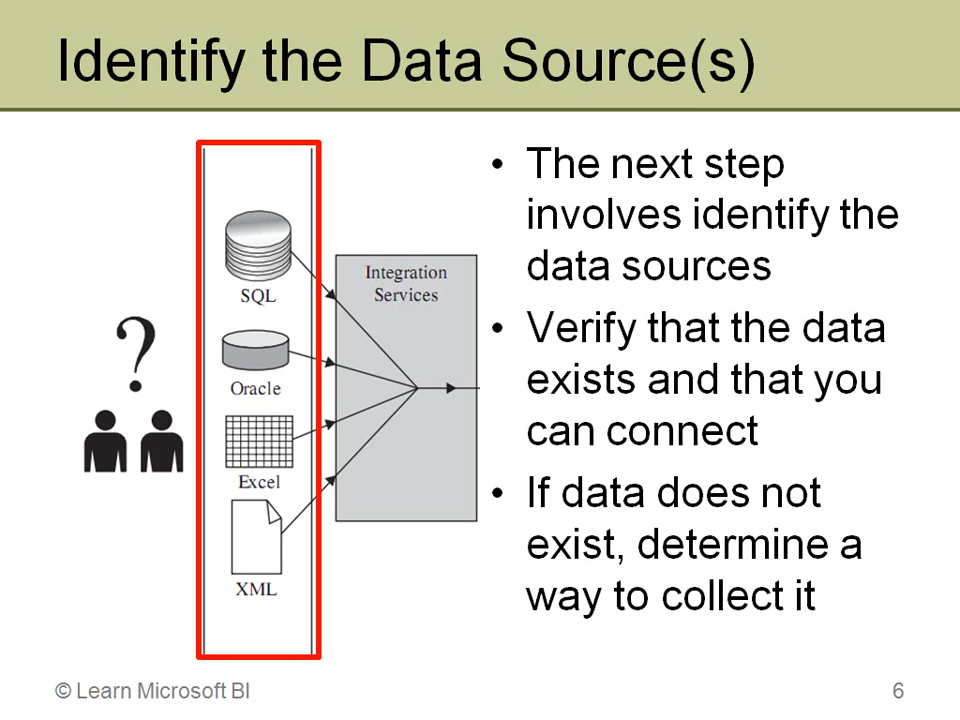 Identify the Data Source(s)
SQL
Oracle
Excel
XML
Integration
Services
?
• The next step
involves identify the
data sources
• Verify that the data
exists and that you
can connect
• If data does not
exist, determine a
way to collect it
© Learn Microsoft BI
6